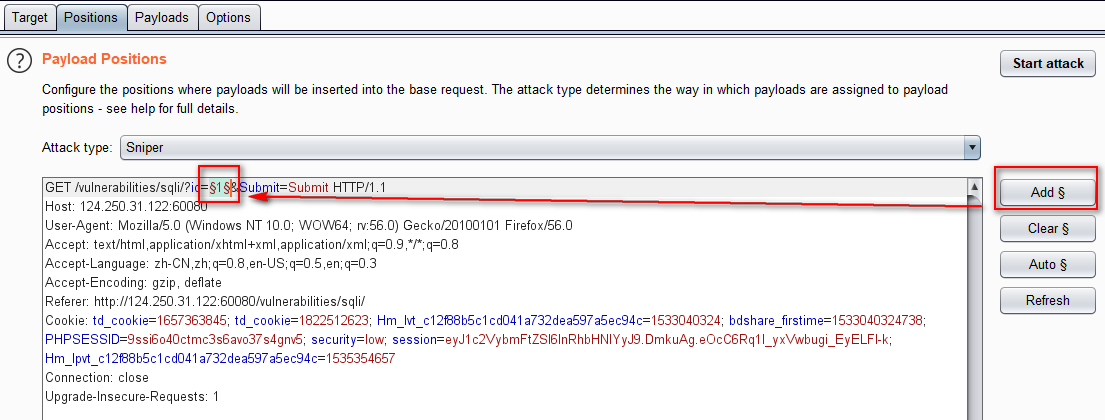 Target Positions Payloads Options
Payload Positions
Start attack
Configure the positions where payloads will be inserted into the base request. The attack type determines the way in which payloads are assigned to payload
positions - see help for full details.
Attack type: Sniper
GET /vulnerabilities/sqli/?id=§1§&Submit=Submit HTTP/1.1
Host: 124.250.31.122:60080
User-Agent: Mozilla/5.0 (Windows NT 10.0; WOW64; rv:56.0) Gecko/20100101 Firefox/56.0
Accept: text/html,application/xhtml+xml,application/xml;q=0.9,*/*;q=0.8
Accept-Language: zh-CN,zh;q=0.8,en-US;q=0.5,en;q=0.3
Accept-Encoding: gzip, deflate
Referer: http://124.250.31.122:60080/vulnerabilities/sqli/
Cookie: td_cookie=1657363845; td_cookie=1822512623; Hm_lvt_c12f88b5c1cd041a732dea597a5ec94c=1533040324; bdshare_firstime=1533040324738;
PHPSESSID=9ssi6o40ctmc3s6avo37s4gnv5; security=low; session=eyJ1c2VybmFtZSI6InRhbHNlYyJ9.DmkuAg.eOcC6Rq1l_yxVwbugi_EyELFl-k;
Hm_lpvt_c12f88b5c1cd041a732dea597a5ec94c=1535354657
Connection: close
Upgrade-Insecure-Requests: 1
Add §
Clear §
Auto §
Refresh